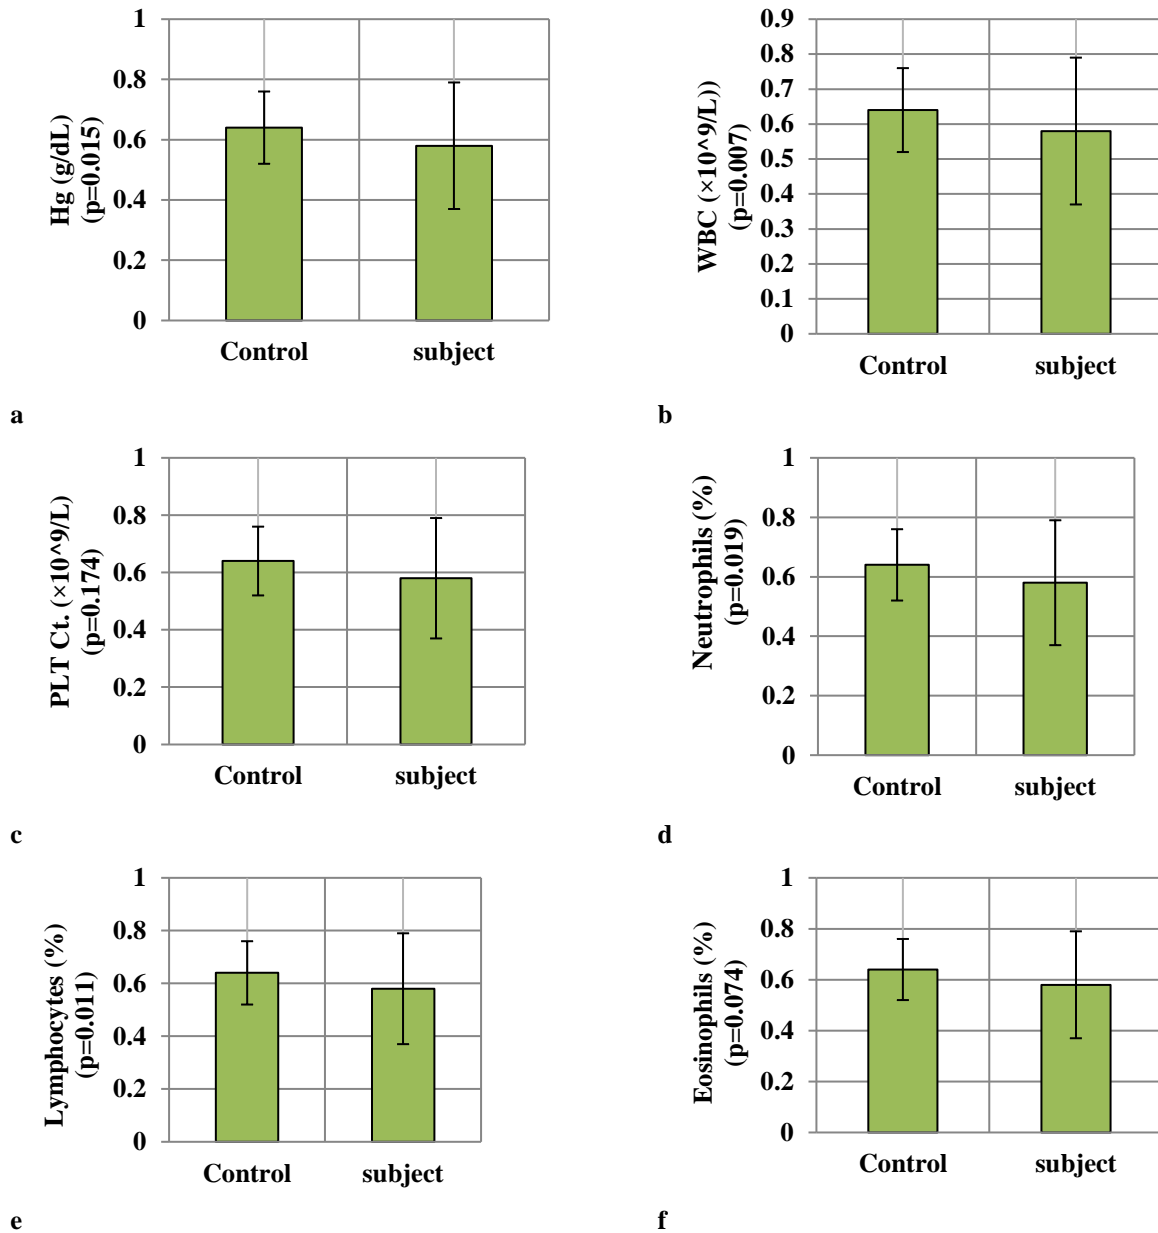 Hg (g/dL)
(p=0.015)
1
0.8
0.6
0.4
0.2
0
Control subject
a
WBC (×10^9/L))
(p=0.007)
0.9
0.8
0.7
0.6
0.5
0.4
0.3
0.2
0.1
0
Control subject
b
PLT Ct. (×10^9/L)
(p=0.174)
1
0.8
0.6
0.4
0.2
0
Control subject
c
Neutrophils (%)
(p=0.019)
1
0.8
0.6
0.4
0.2
0
Control subject
d
Lymphocytes (%)
(p=0.011)
1
0.8
0.6
0.4
0.2
0
Control subject
e
Eosinophils (%)
(p=0.074)
1
0.8
0.6
0.4
0.2
0
Control subject
f